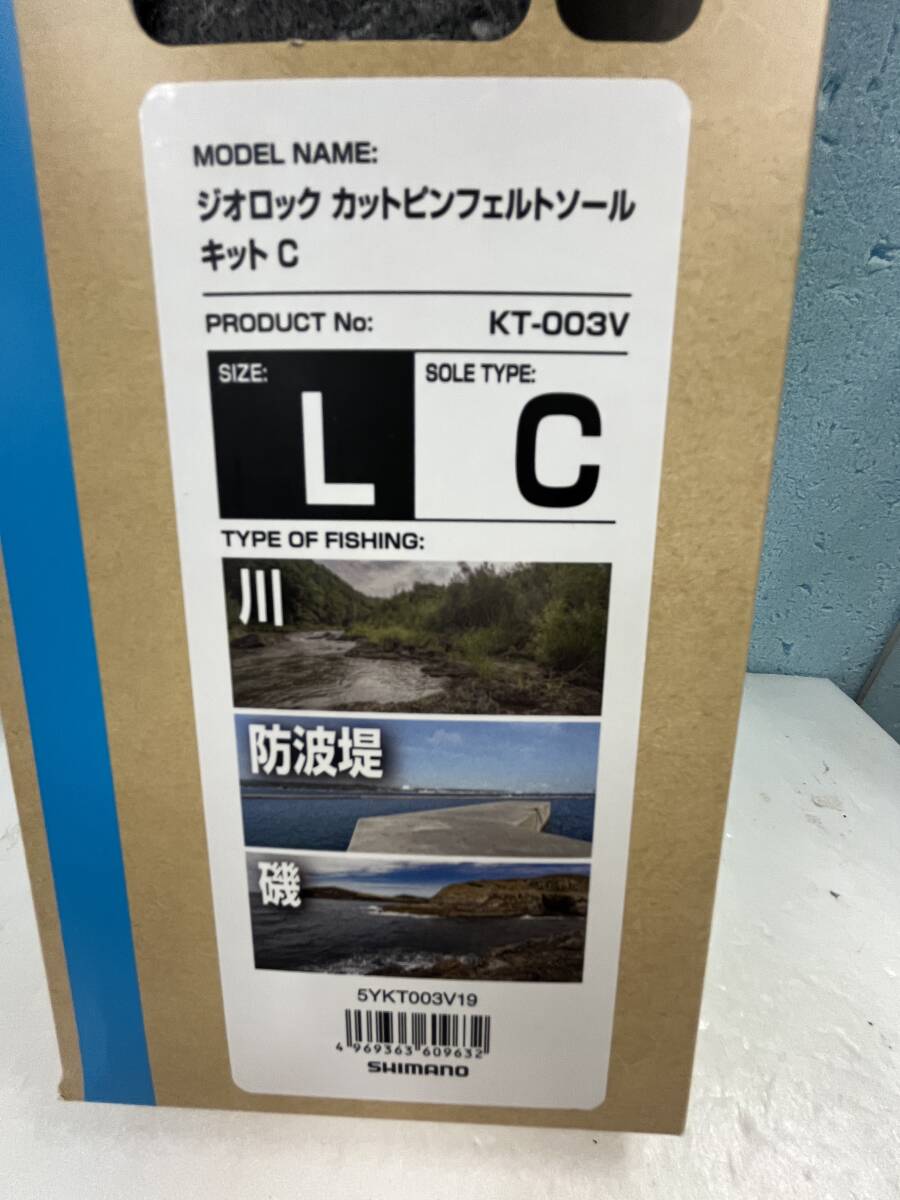 MODEL NAME:
ジオロック カットピンフェルトソール
キット C
PRODUCT No: KT-003V
SIZE: SOLE TYPE:
L C
TYPE OF FISHING:
川
防波堤
磯
5YKT003V19
4 969363 609632
SHIMANO